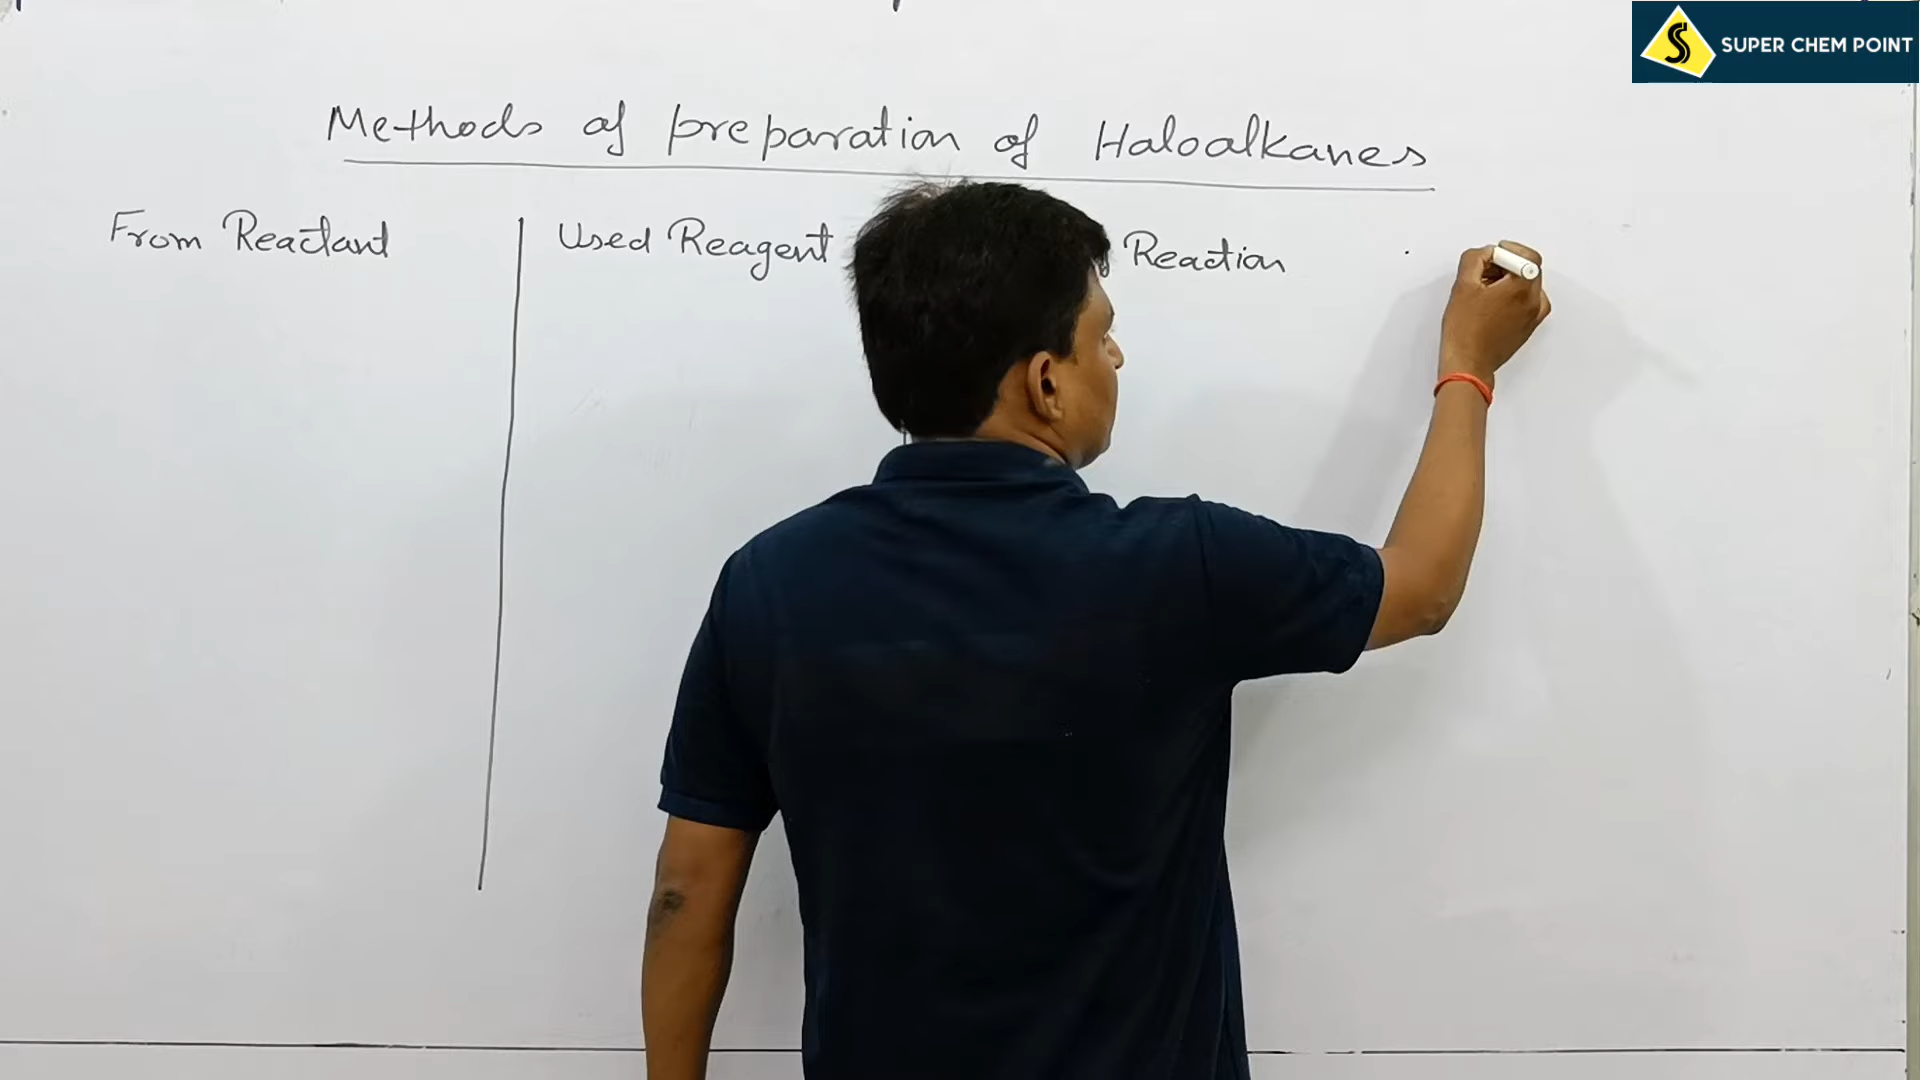 SUPER CHEM POINT
Methods of preparation of Haloalkanes
From Reactant
Used Reagent
Reaction